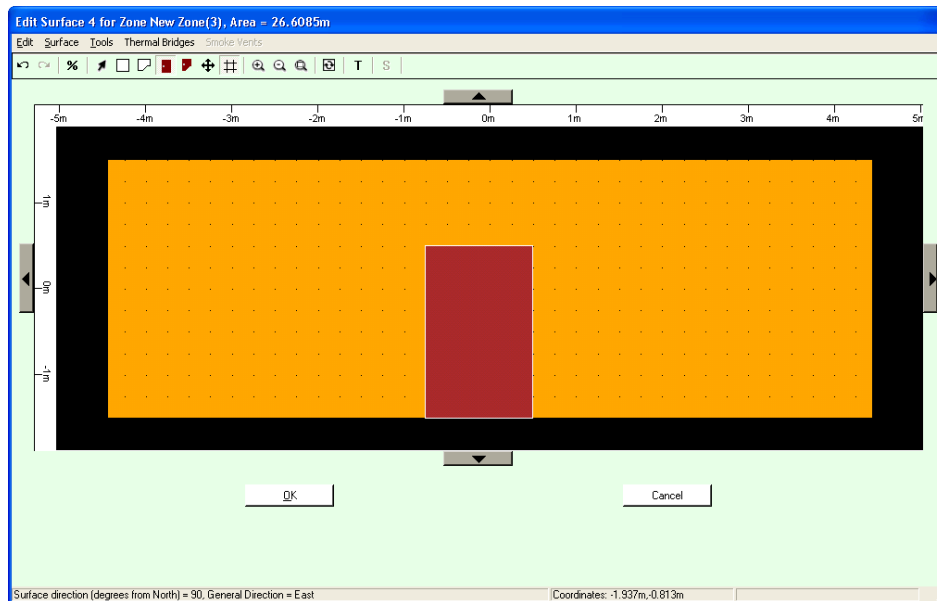 Edit Surface 4 for Zone New Zone(3), Area = 26.6085m
Edit Surface Tools Thermal Bridges Smoke Vents
% T S
-5m -4m -3m -2m -1m 0m 1m 2m 3m 4m 5m
1m
0m
-1m
OK Cancel
Surface direction (degrees from North) = 90, General Direction = East Coordinates: -1.937m,-0.813m